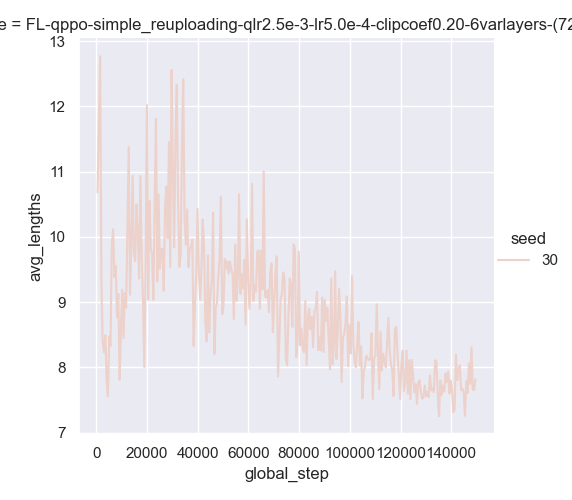 e = FL-qppo-simple_reuploading-qlr2.5e-3-lr5.0e-4-clipcoef0.20-6varlayers-(72
13
12
11
10
9
8
7
avg_lengths
0 20000 40000 60000 80000 100000 120000 140000
global_step
seed
30